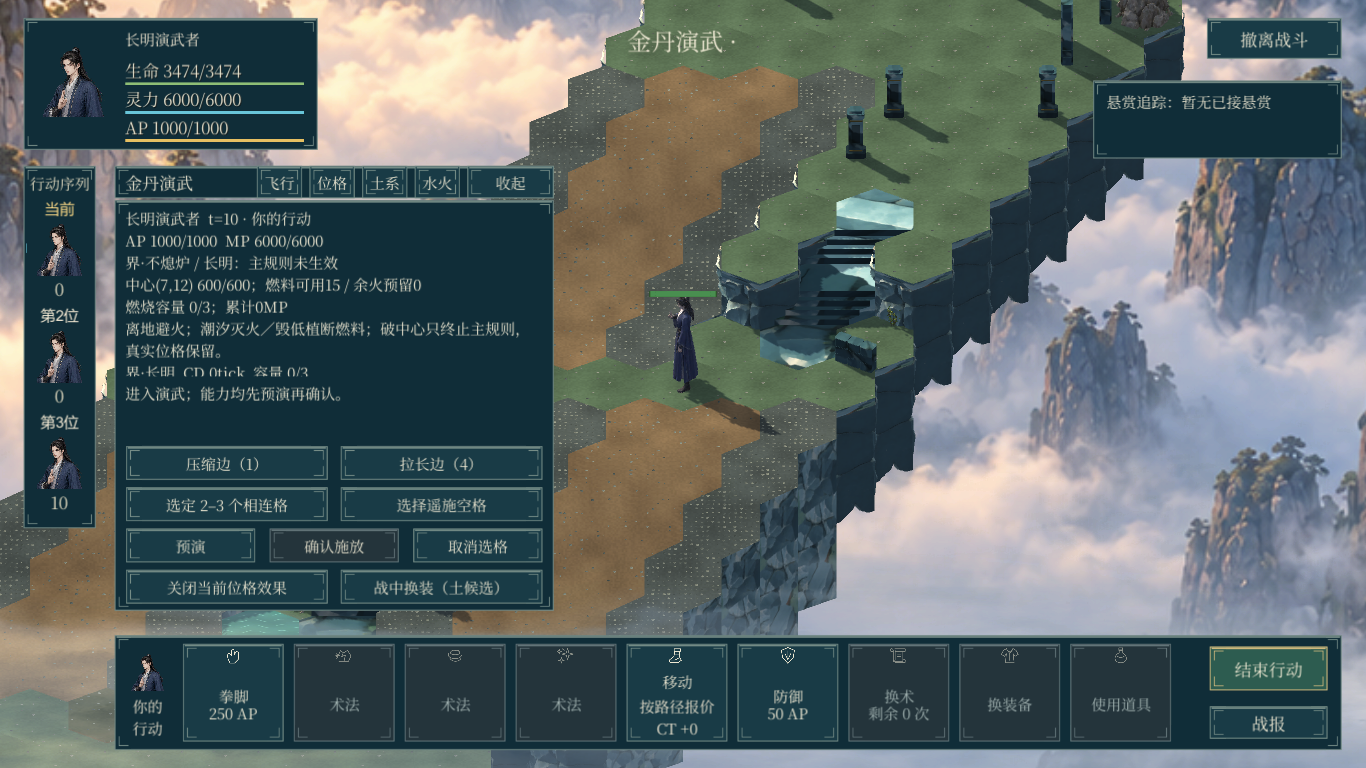 长明演武者
生命 3474/3474
灵力 6000/6000
AP 1000/1000
金丹演武·
撤离战斗
悬赏追踪：暂无已接悬赏
行动序列
当前
0
第2位
0
第3位
10
金丹演武
飞行
位格
土系
水火
收起
长明演武者 t=10 · 你的行动
AP 1000/1000 MP 6000/6000
界·不熄炉 / 长明：主规则未生效
中心(7,12) 600/600；燃料可用15 / 余火预留0
燃烧容量 0/3；累计0MP
离地避火；潮汐灭火／毁低植断燃料；破中心只终止主规则，
真实位格保留。
界·长明 CD 0tick 容量 0/3
进入演武；能力均先预演再确认。
压缩边（1）
拉长边（4）
选定 2–3 个相连格
选择遥施空格
预演
确认施放
取消选格
关闭当前位格效果
战中换装（土候选）
你的
行动
拳脚
250 AP
术法
术法
术法
移动
按路径报价
CT +0
防御
50 AP
换术
剩余 0 次
换装备
使用道具
结束行动
战报